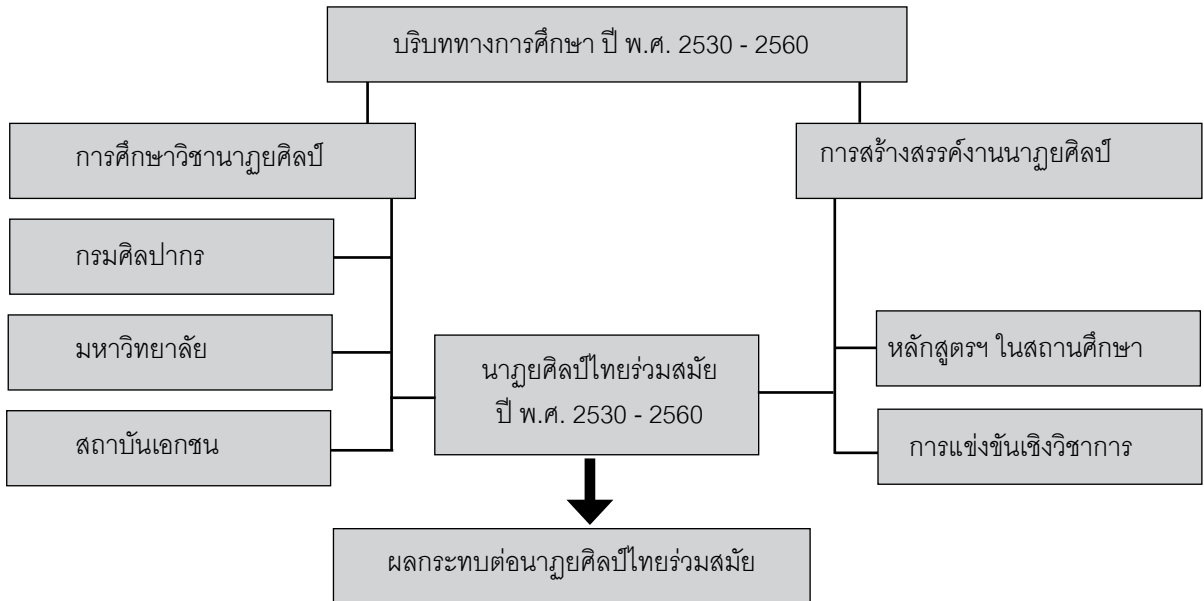 บริบททางการศึกษา ปี พ.ศ. 2530 - 2560
การศึกษาวิชานาฏยศิลป์
การสร้างสรรค์งานนาฏยศิลป์
กรมศิลปากร
มหาวิทยาลัย
สถาบันเอกชน
นาฏยศิลป์ไทยร่วมสมัย
ปี พ.ศ. 2530 - 2560
หลักสูตรฯ ในสถานศึกษา
การแข่งขันเชิงวิชาการ
ผลกระทบต่อนาฏยศิลป์ไทยร่วมสมัย